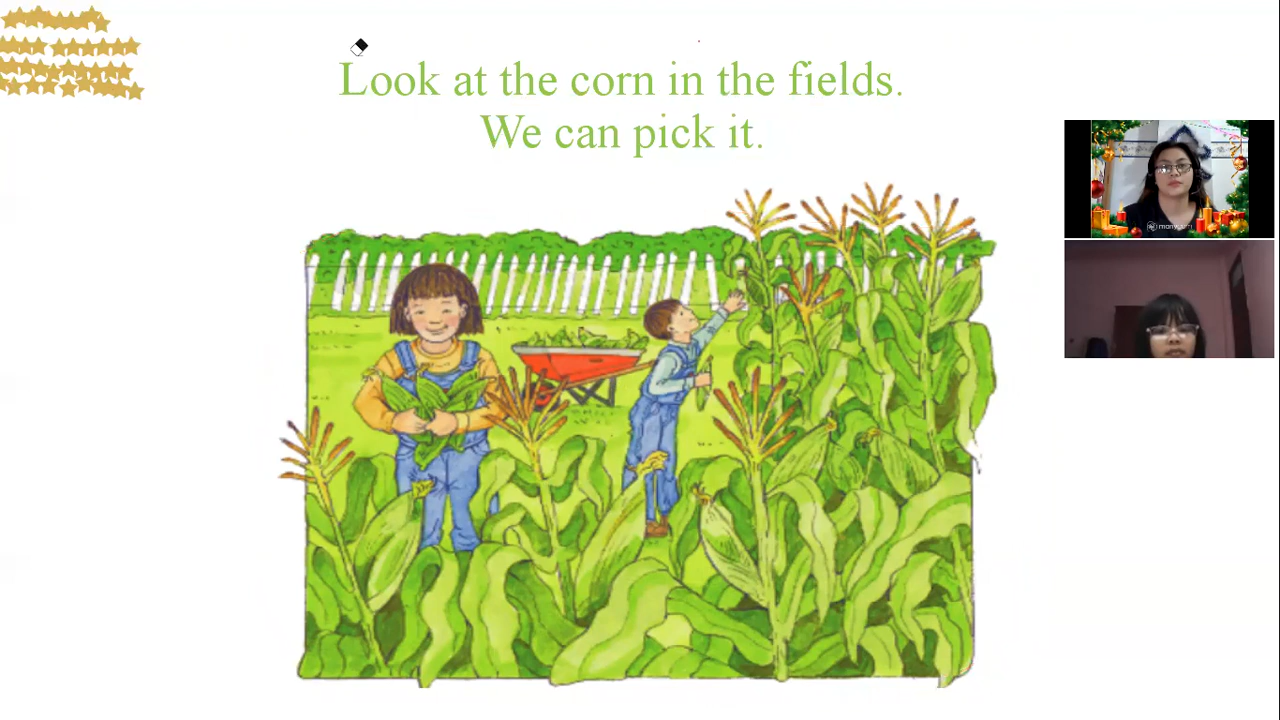 Look at the corn in the fields.
We can pick it.